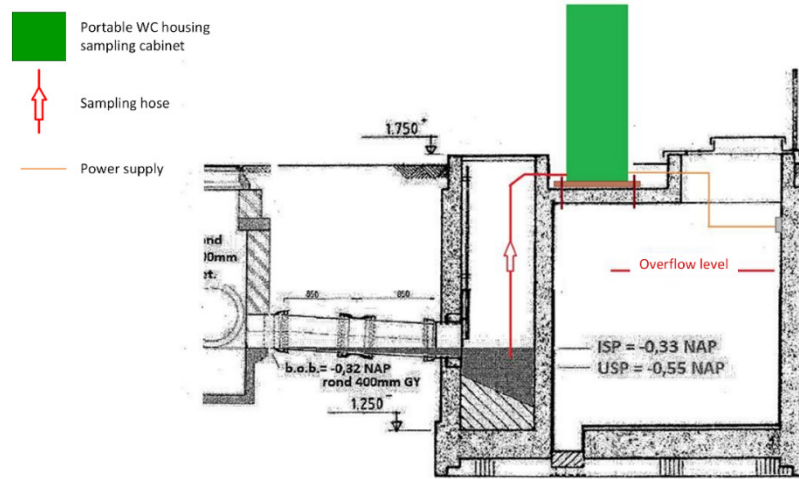 Portable WC housing
sampling cabinet
Sampling hose
Power supply
1.750⁺
Overflow level
850
850
ISP = -0,33 NAP
USP = -0,55 NAP
b.o.b.= -0,32 NAP
rond 400mm GY
1.250⁻